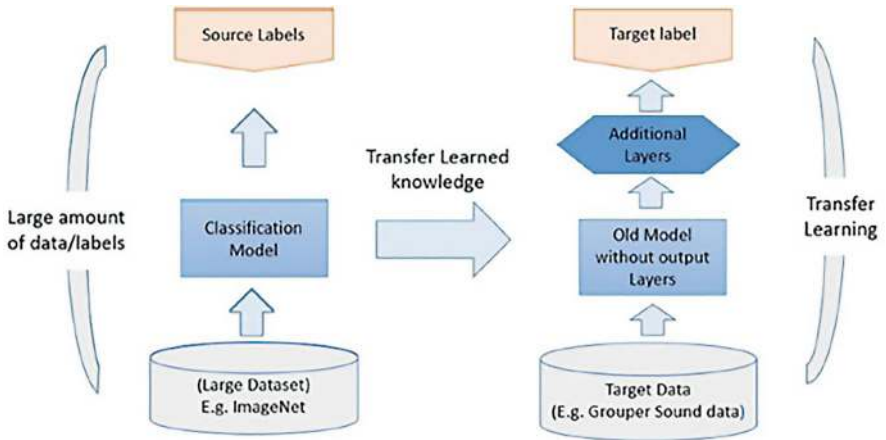 Source Labels
Target label
Additional
Layers
Transfer Learned
knowledge
Large amount
of data/labels
Classification
Model
Old Model
without output
Layers
Transfer
Learning
(Large Dataset)
E.g. ImageNet
Target Data
(E.g. Grouper Sound data)